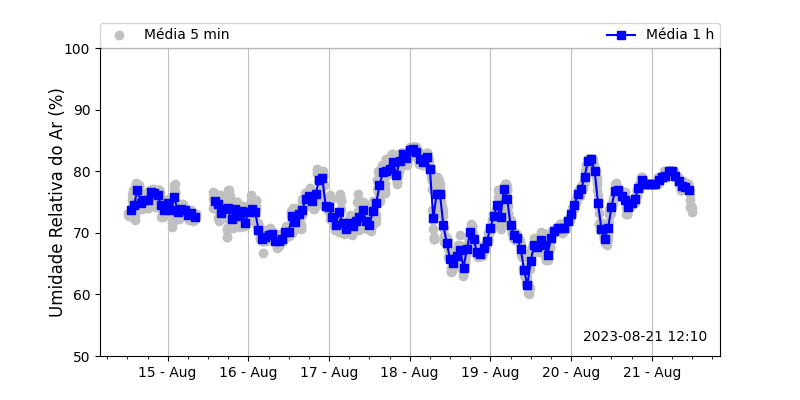 Média 5 min
Média 1 h
Umidade Relativa do Ar (%)
100
90
80
70
60
50
2023-08-21 12:10
15 - Aug
16 - Aug
17 - Aug
18 - Aug
19 - Aug
20 - Aug
21 - Aug